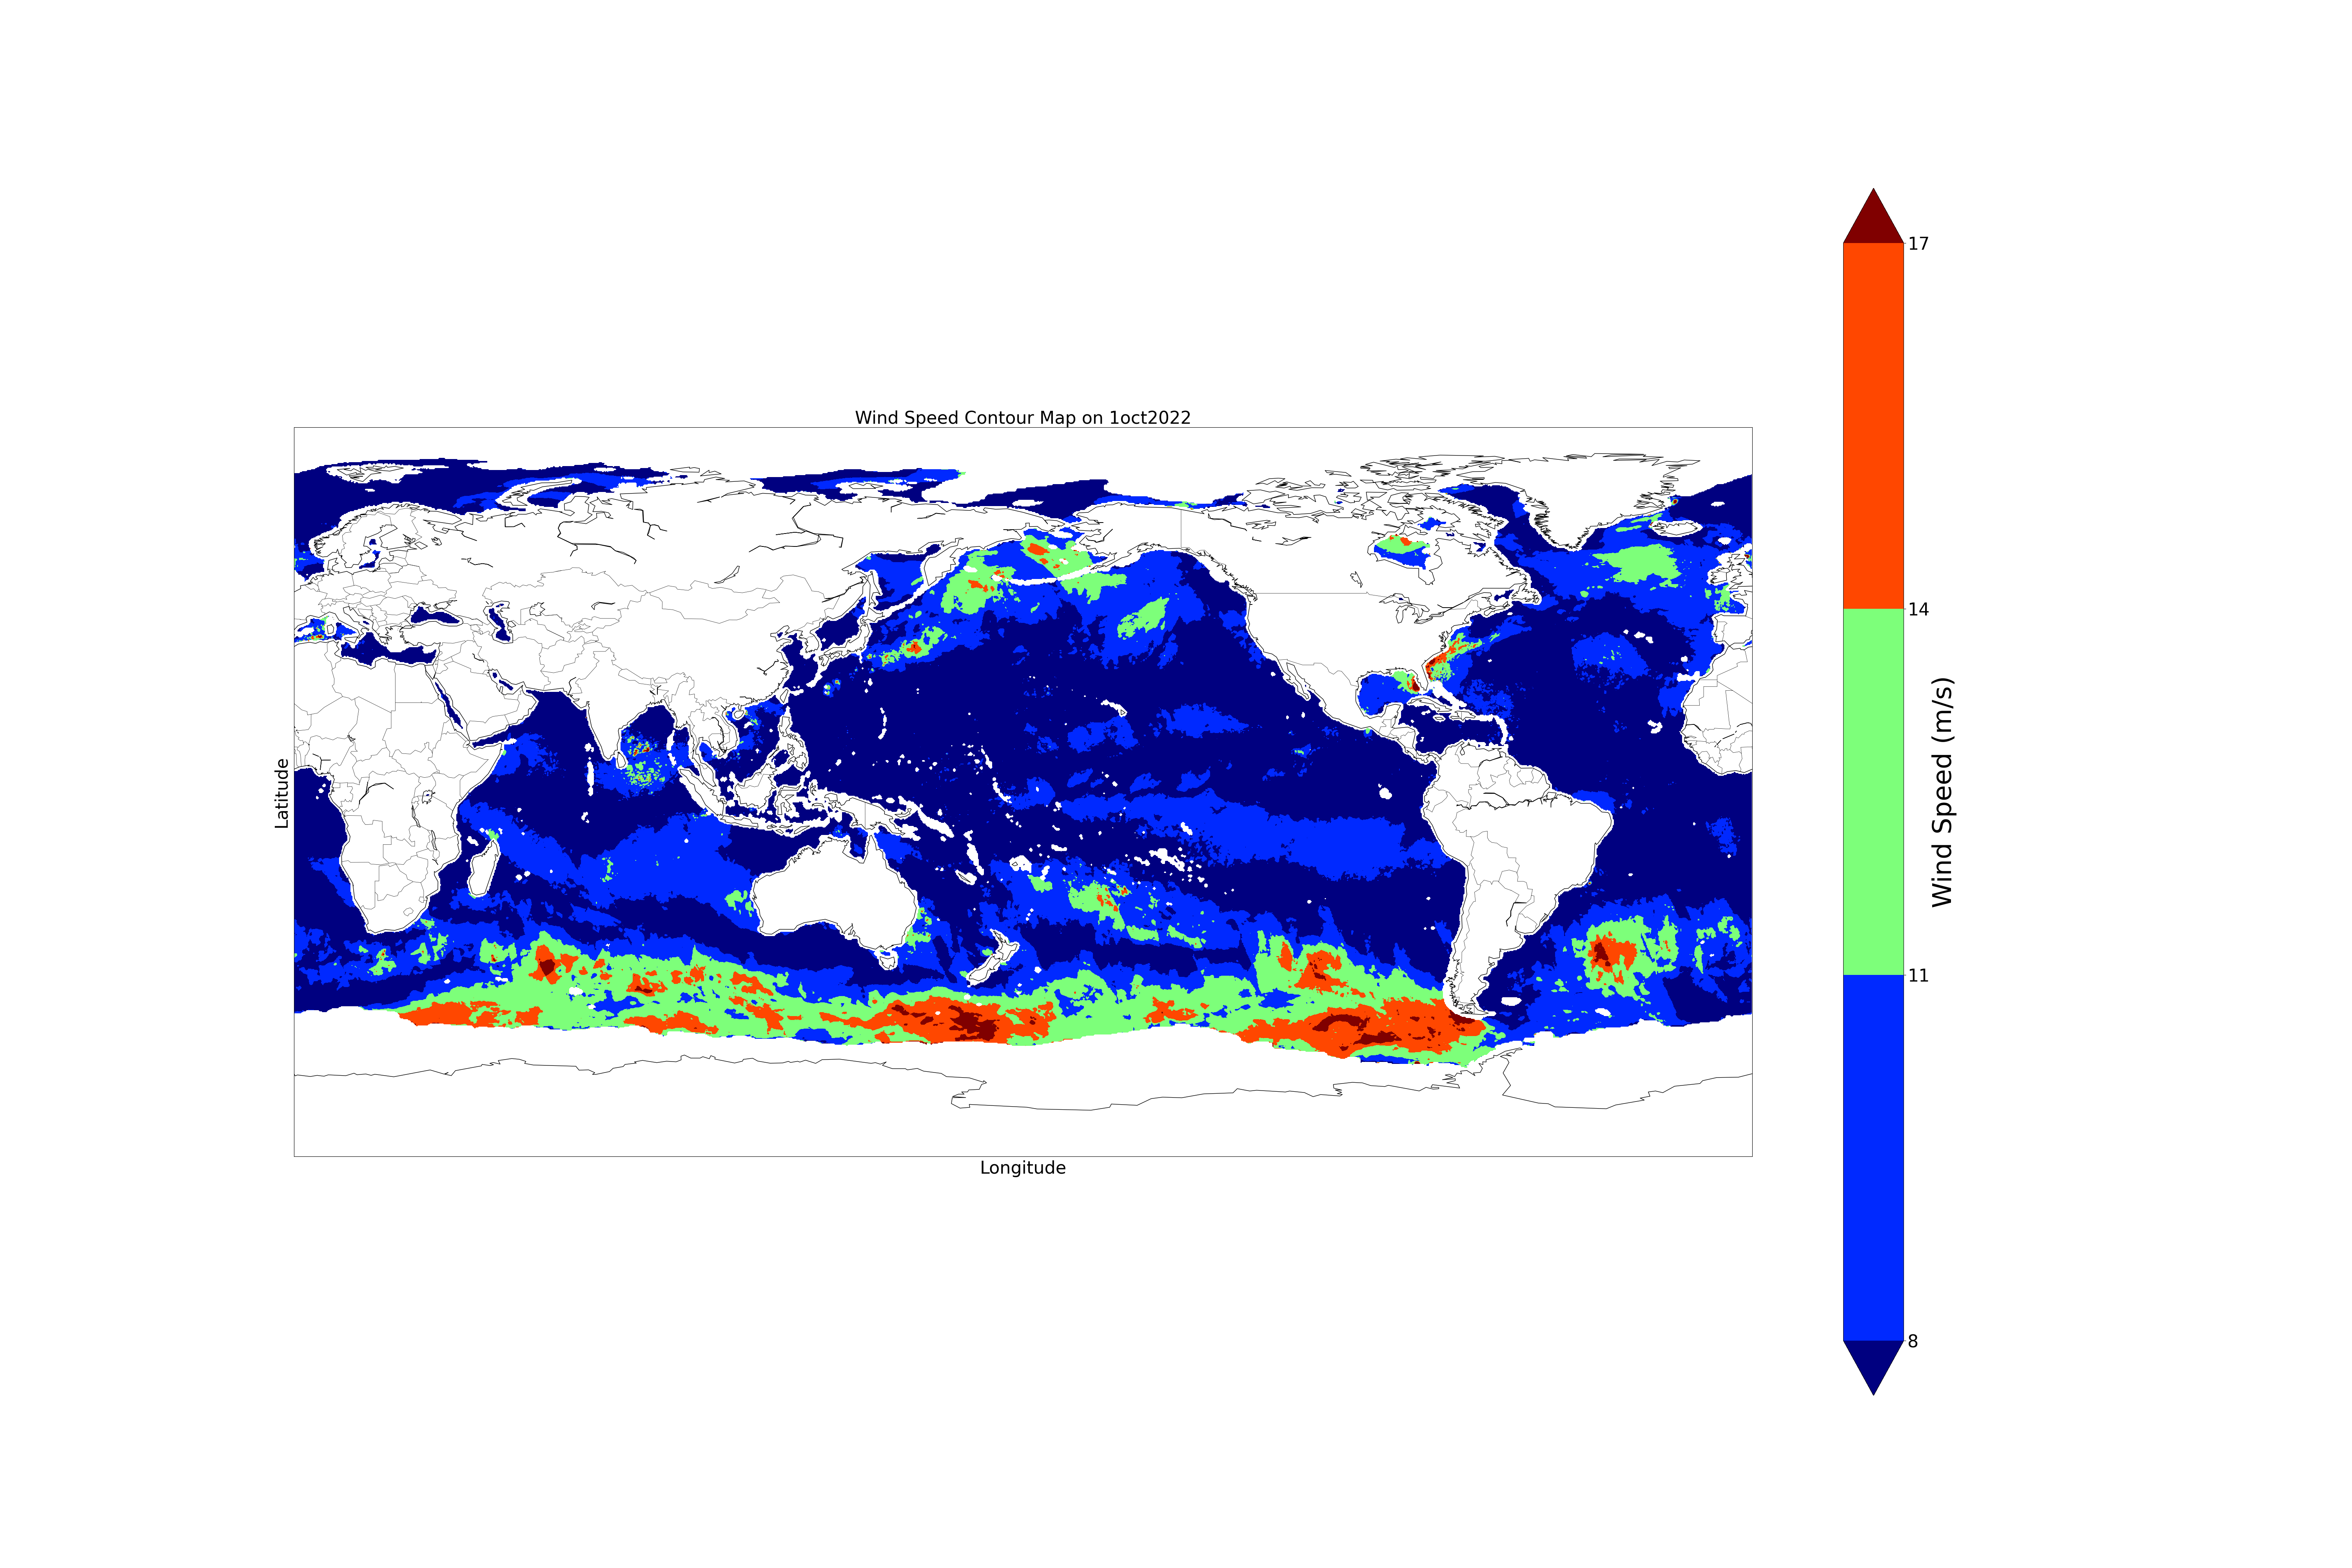 Wind Speed Contour Map on 1oct2022
Latitude
Longitude
17
14
11
8
Wind Speed (m/s)